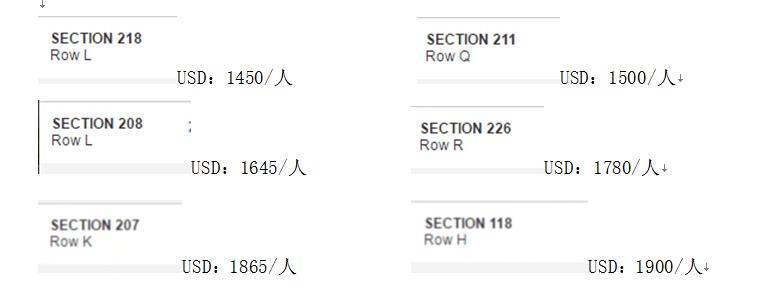 SECTION 218
Row L
USD: 1450/人
SECTION 211
Row Q
USD: 1500/人
SECTION 208
Row L
USD: 1645/人
SECTION 226
Row R
USD: 1780/人
SECTION 207
Row K
USD: 1865/人
SECTION 118
Row H
USD: 1900/人